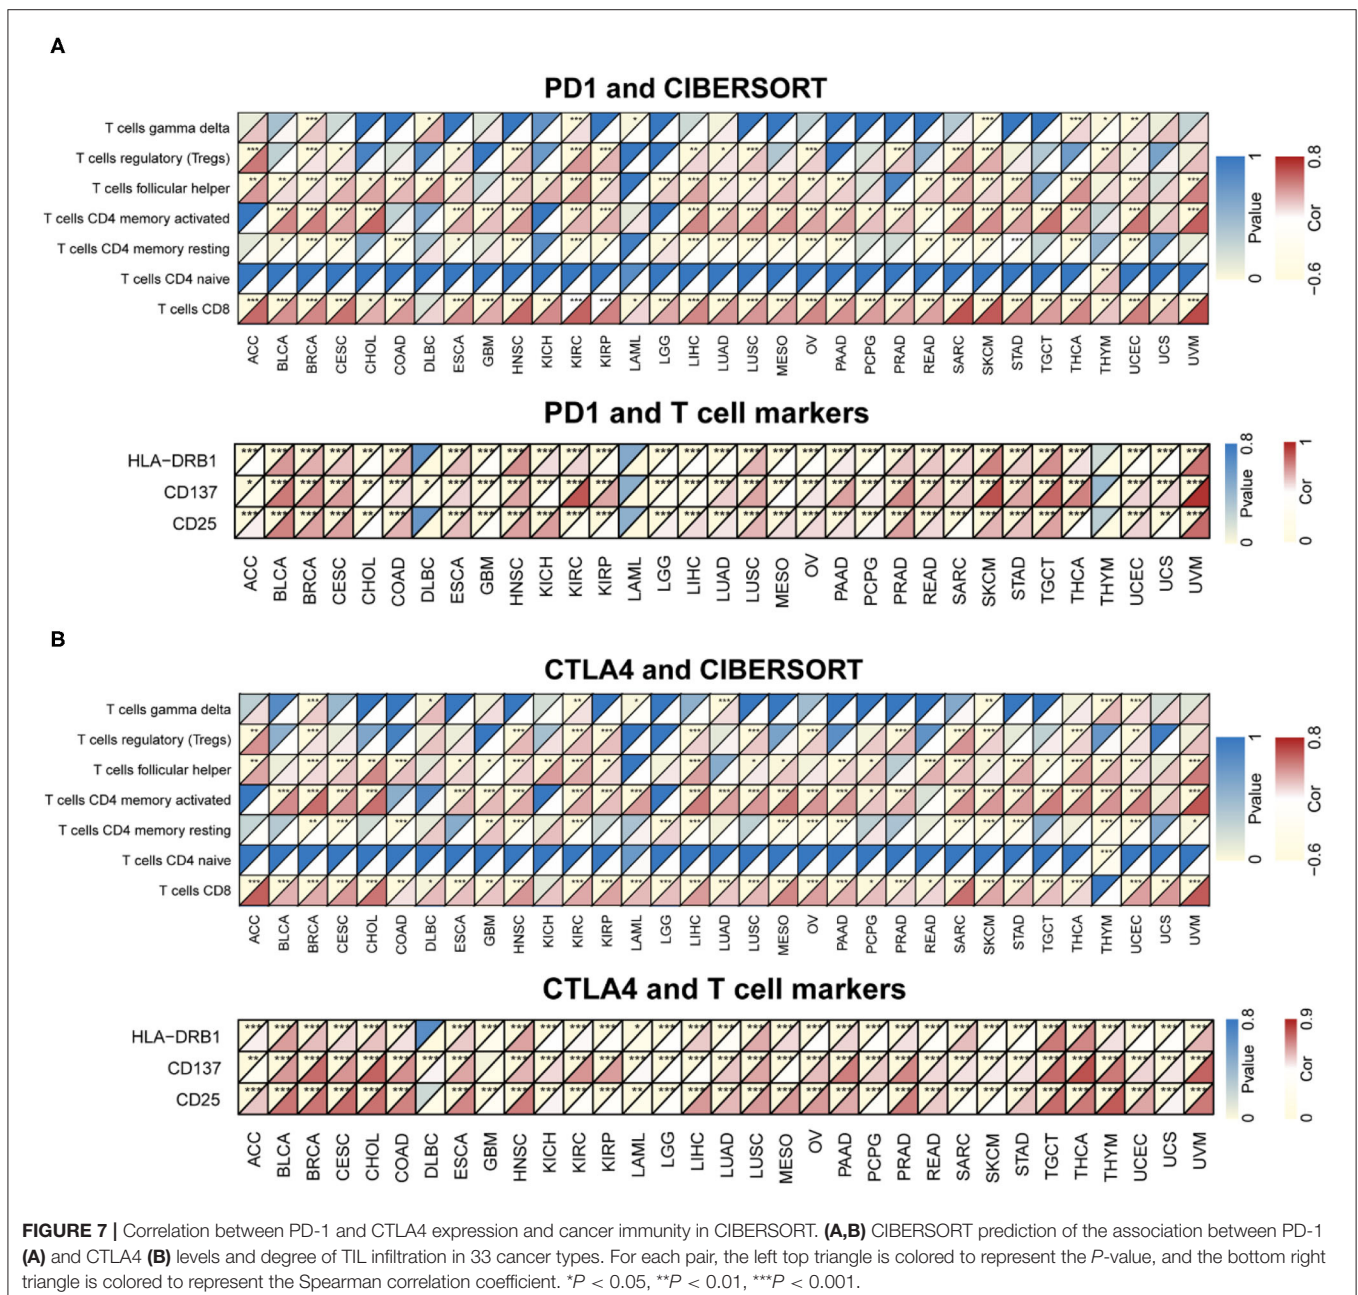 A
PD1 and CIBERSORT
T cells gamma delta
T cells regulatory (Tregs)
T cells follicular helper
T cells CD4 memory activated
T cells CD4 memory resting
T cells CD4 naive
T cells CD8
ACC BLCA BRCA CESC CHOL COAD DLBC ESCA GBM HNSC KICH KIRC KIRP LAML LGG LIHC LUAD LUSC MESO OV PAAD PCPG PRAD READ SARC SKCM STAD TGCT THCA THYM UCEC UCS UVM
1 Pvalue 0
0.8 Cor −0.6
PD1 and T cell markers
HLA−DRB1
CD137
CD25
ACC BLCA BRCA CESC CHOL COAD DLBC ESCA GBM HNSC KICH KIRC KIRP LAML LGG LIHC LUAD LUSC MESO OV PAAD PCPG PRAD READ SARC SKCM STAD TGCT THCA THYM UCEC UCS UVM
0.8 Pvalue 0
1 Cor 0
B
CTLA4 and CIBERSORT
T cells gamma delta
T cells regulatory (Tregs)
T cells follicular helper
T cells CD4 memory activated
T cells CD4 memory resting
T cells CD4 naive
T cells CD8
ACC BLCA BRCA CESC CHOL COAD DLBC ESCA GBM HNSC KICH KIRC KIRP LAML LGG LIHC LUAD LUSC MESO OV PAAD PCPG PRAD READ SARC SKCM STAD TGCT THCA THYM UCEC UCS UVM
1 Pvalue 0
0.8 Cor −0.6
CTLA4 and T cell markers
HLA−DRB1
CD137
CD25
ACC BLCA BRCA CESC CHOL COAD DLBC ESCA GBM HNSC KICH KIRC KIRP LAML LGG LIHC LUAD LUSC MESO OV PAAD PCPG PRAD READ SARC SKCM STAD TGCT THCA THYM UCEC UCS UVM
0.8 Pvalue 0
0.9 Cor 0
FIGURE 7 | Correlation between PD-1 and CTLA4 expression and cancer immunity in CIBERSORT. (A,B) CIBERSORT prediction of the association between PD-1
(A) and CTLA4 (B) levels and degree of TIL infiltration in 33 cancer types. For each pair, the left top triangle is colored to represent the P-value, and the bottom right
triangle is colored to represent the Spearman correlation coefficient. *P < 0.05, **P < 0.01, ***P < 0.001.